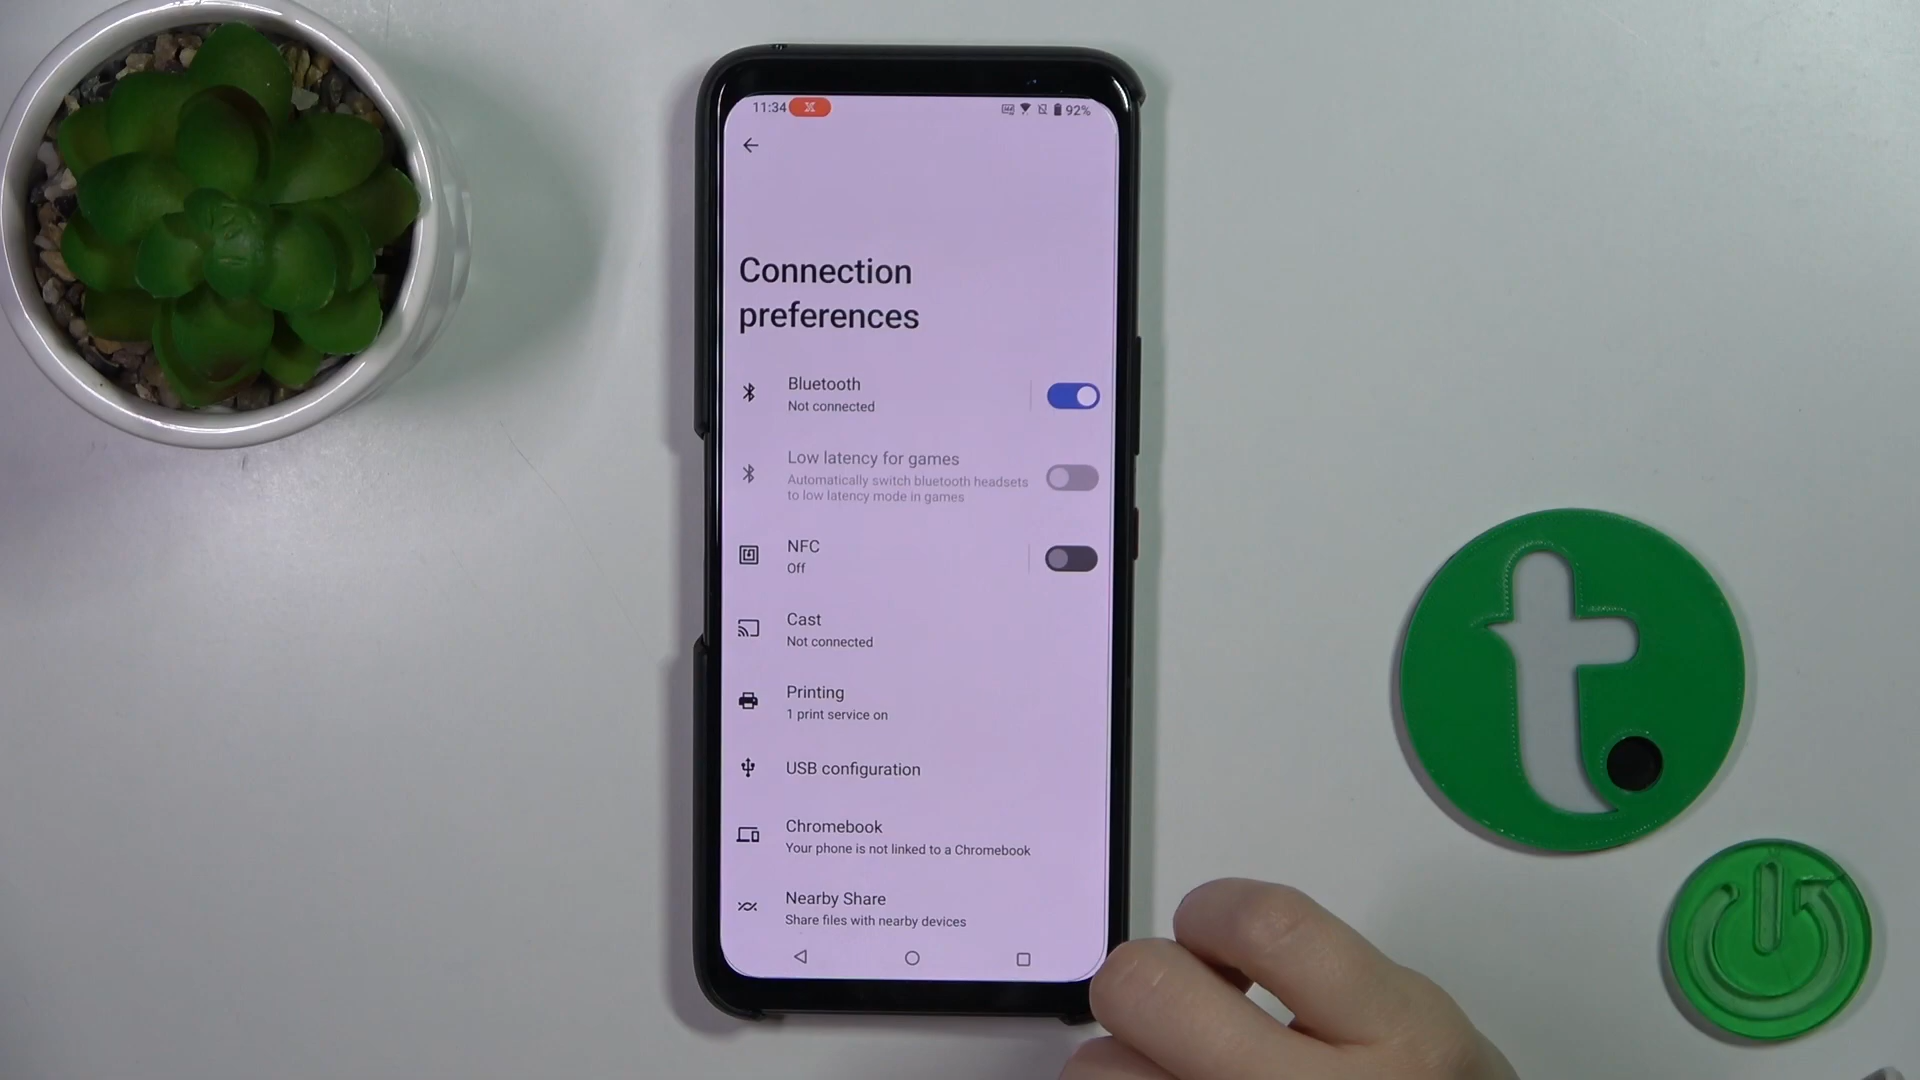 11:34
92%
Connection
preferences
Bluetooth
Not connected
Low latency for games
Automatically switch bluetooth headsets
to low latency mode in games
NFC
Off
Cast
Not connected
Printing
1 print service on
USB configuration
Chromebook
Your phone is not linked to a Chromebook
Nearby Share
Share files with nearby devices
t.